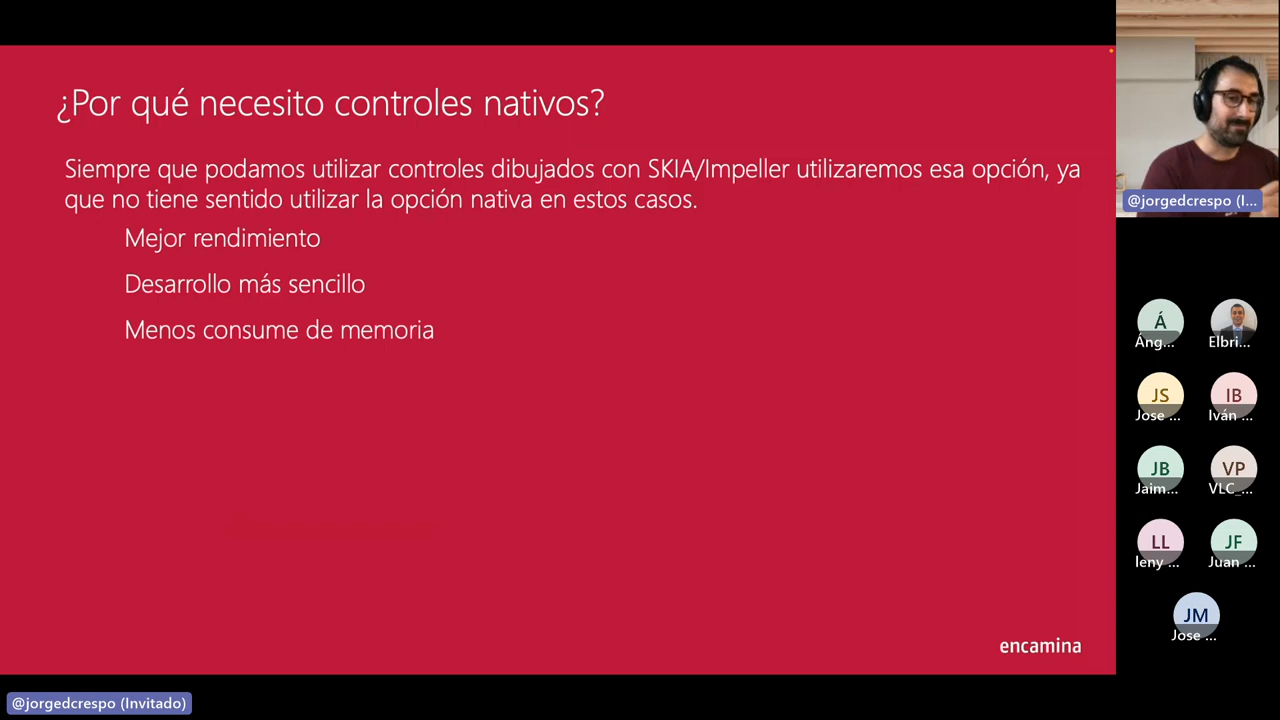 ¿Por qué necesito controles nativos?
Siempre que podamos utilizar controles dibujados con SKIA/Impeller utilizaremos esa opción, ya
que no tiene sentido utilizar la opción nativa en estos casos.
Mejor rendimiento
Desarrollo más sencillo
Menos consume de memoria
encamina
@jorgedcrespo (Invitado)
@jorgedcrespo (I...
Á
Áng...
Elbri...
JS
Jose ...
IB
Iván ...
JB
Jaim...
VP
VLC_...
LL
leny ...
JF
Juan ...
JM
Jose ...